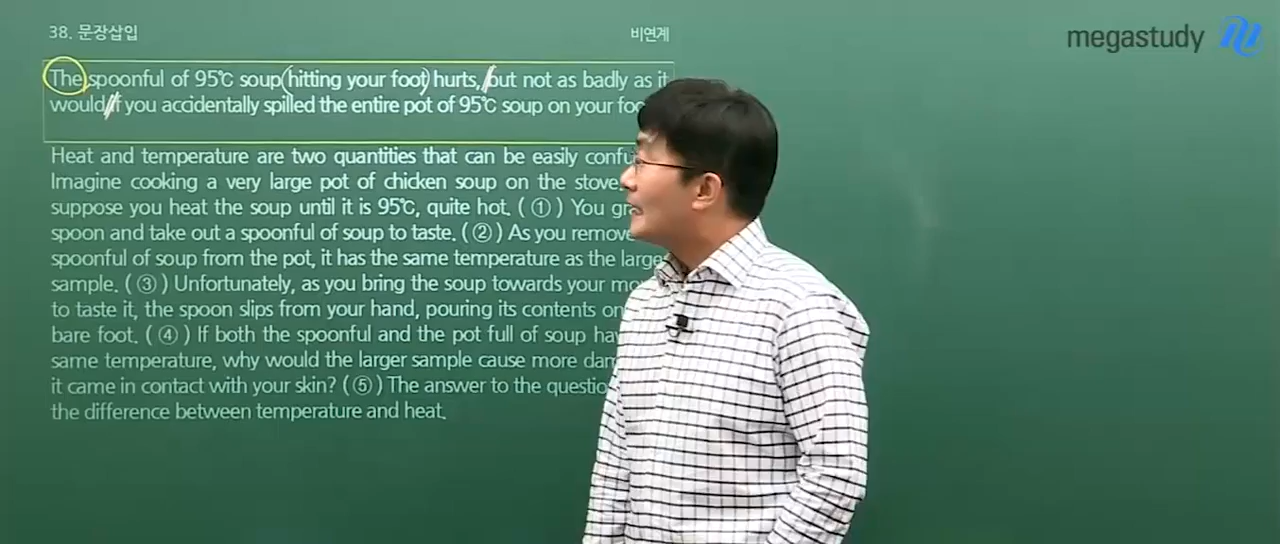 38. 문장삽입
비연계
megastudy
The spoonful of 95℃ soup (hitting your foot) hurts, but not as badly as it
would if you accidentally spilled the entire pot of 95℃ soup on your
Heat and temperature are two quantities that can be easily
Imagine cooking a very large pot of chicken soup on the
suppose you heat the soup until it is 95℃, quite hot. ( ① ) You
spoon and take out a spoonful of soup to taste. ( ② ) As you
spoonful of soup from the pot, it has the same temperature as the
sample. ( ③ ) Unfortunately, as you bring the soup towards your
to taste it, the spoon slips from your hand, pouring its contents
bare foot. ( ④ ) If both the spoonful and the pot full of soup
same temperature, why would the larger sample cause more
it came in contact with your skin? ( ⑤ ) The answer to the
the difference between temperature and heat.